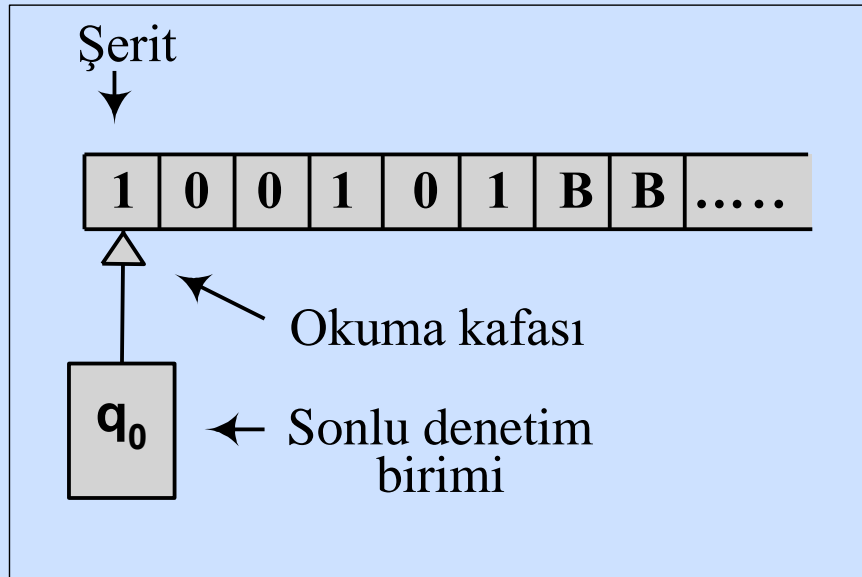 Şerit
1 0 0 1 0 1 B B .....
Okuma kafası
q₀
Sonlu denetim
birimi